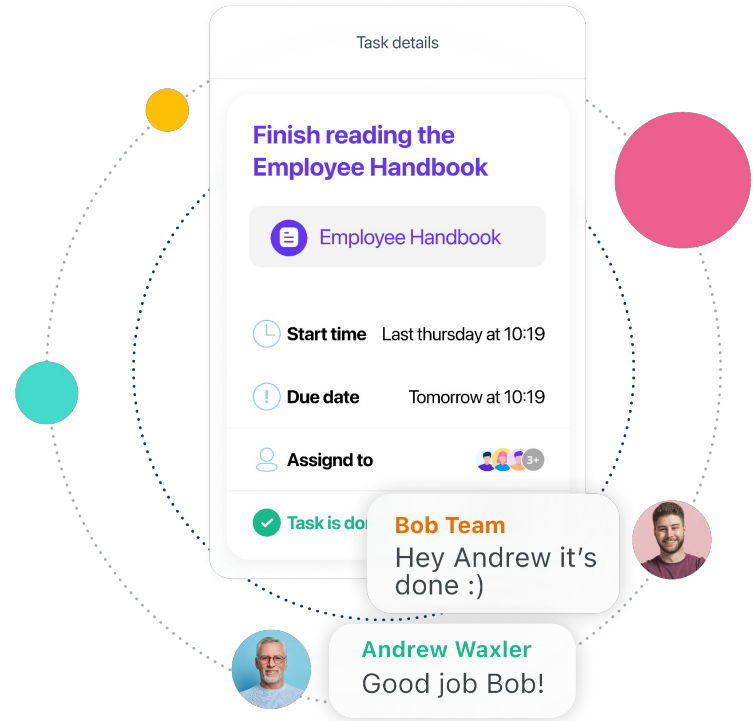 Task details
Finish reading the
Employee Handbook
Employee Handbook
Start time Last thursday at 10:19
Due date Tomorrow at 10:19
Assignd to 3+
Task is don
Bob Team
Hey Andrew it’s
done :)
Andrew Waxler
Good job Bob!